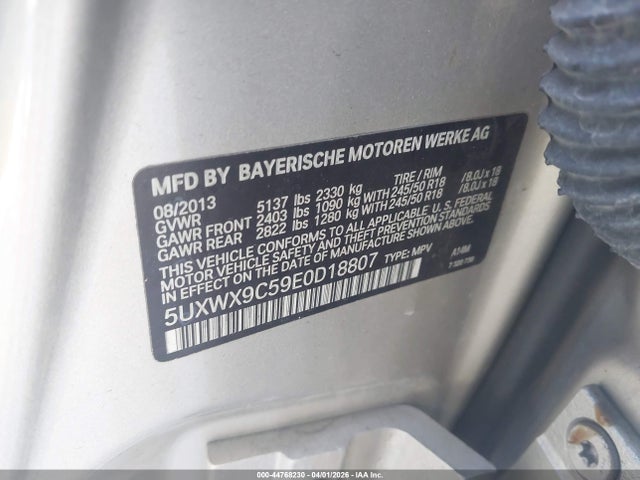 MFD BY BAYERISCHE MOTOREN WERKE AG
08/2013 5137 lbs 2330 kg TIRE / RIM
GVWR
GAWR FRONT 2403 lbs 1090 kg WITH 245/50 R18 /8.0J x 18
GAWR REAR 2822 lbs 1280 kg WITH 245/50 R18 /8.0J x 18
THIS VEHICLE CONFORMS TO ALL APPLICABLE U.S. FEDERAL
MOTOR VEHICLE SAFETY STANDARDS IN EFFECT ON THE
DATE OF MANUFACTURE SHOWN ABOVE.
5UXWX9C59E0D18807 TYPE: MPV
000-44768230 - 04/01/2026 - IAA Inc.